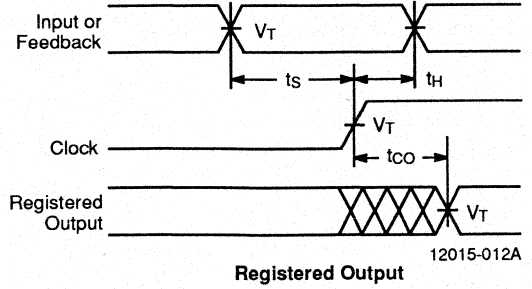 Input or
Feedback
VT
tS
tH
Clock
VT
tCO
Registered
Output
VT
12015-012A
Registered Output